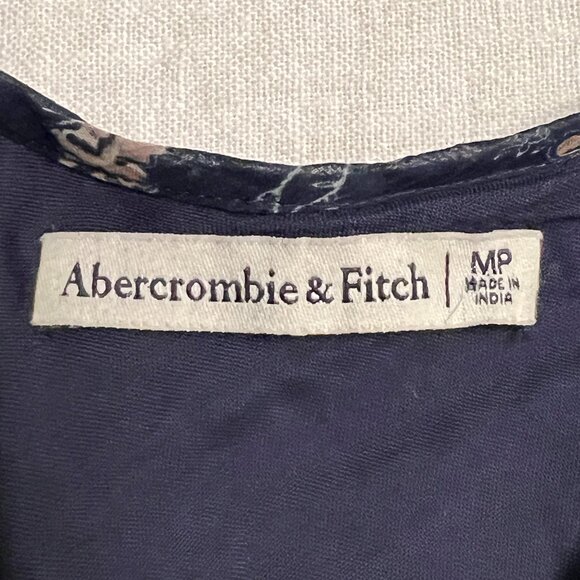 Abercrombie & Fitch
MP
MADE IN
INDIA